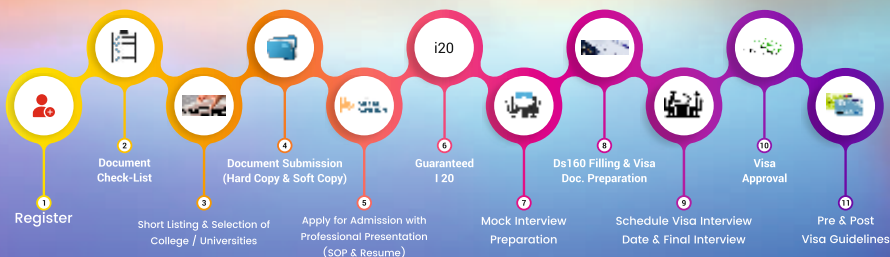 1
Register
2
Document
Check-List
3
Short Listing & Selection of
College / Universities
4
Document Submission
(Hard Copy & Soft Copy)
5
Apply for Admission with
Professional Presentation
(SOP & Resume)
i20
6
Guaranteed
I 20
7
Mock Interview
Preparation
8
Ds160 Filling & Visa
Doc. Preparation
9
Schedule Visa Interview
Date & Final Interview
10
Visa
Approval
11
Pre & Post
Visa Guidelines